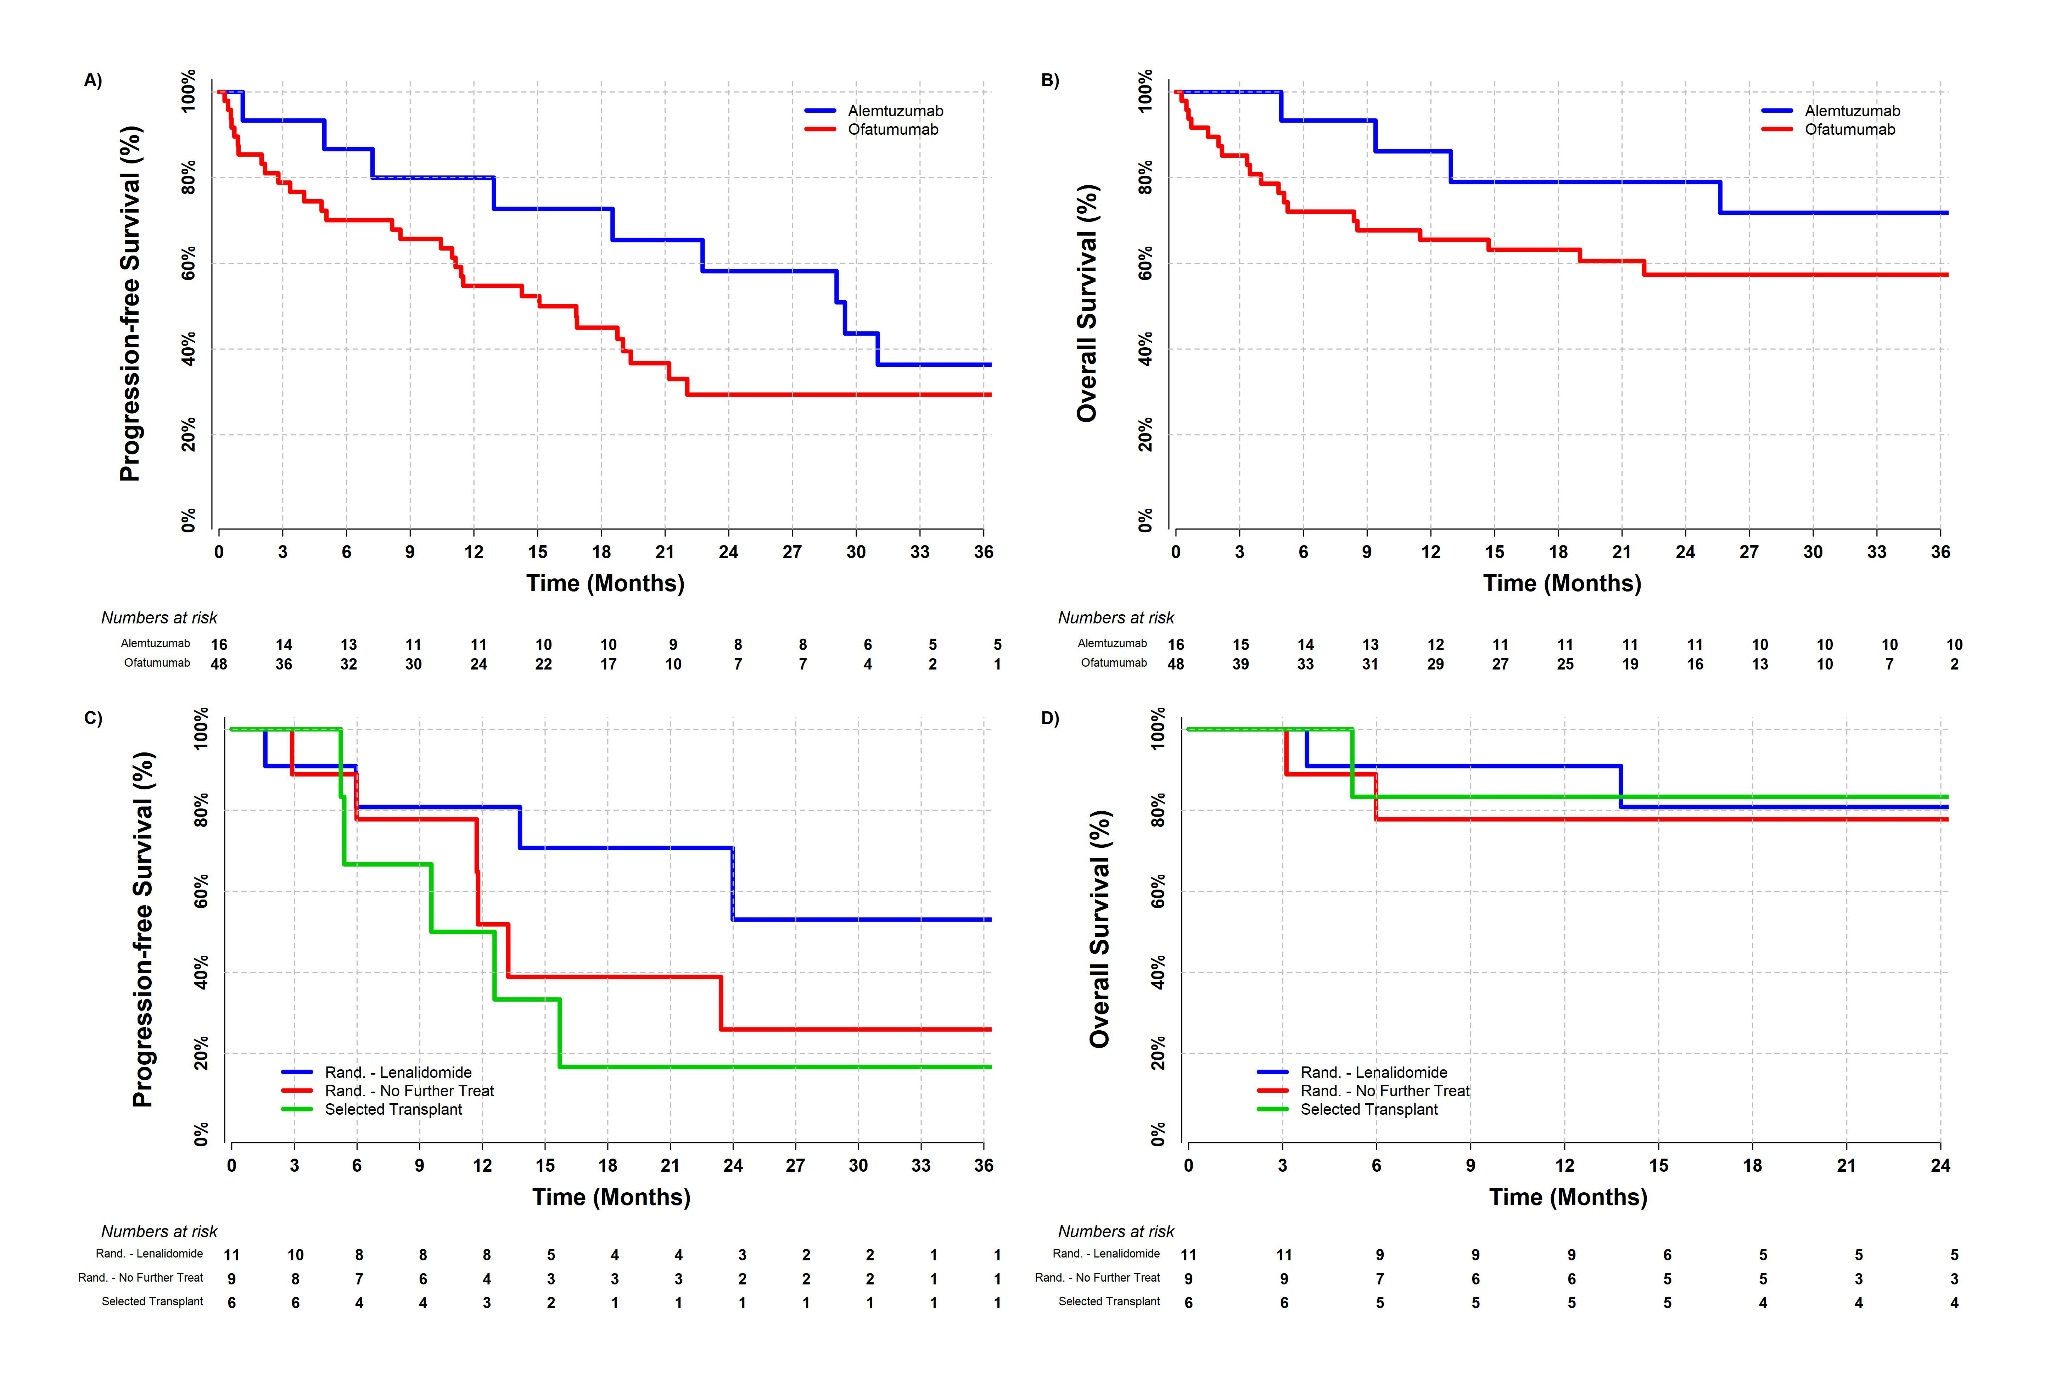 A)
Progression-free Survival (%)
100%
80%
60%
40%
20%
0%
Alemtuzumab
Ofatumumab
0 3 6 9 12 15 18 21 24 27 30 33 36
Time (Months)
Numbers at risk
Alemtuzumab 16 14 13 11 11 10 10 9 8 8 6 5 5
Ofatumumab 48 36 32 30 24 22 17 10 7 7 4 2 1
B)
Overall Survival (%)
100%
80%
60%
40%
20%
0%
Alemtuzumab
Ofatumumab
0 3 6 9 12 15 18 21 24 27 30 33 36
Time (Months)
Numbers at risk
Alemtuzumab 16 15 14 13 12 11 11 11 11 10 10 10 10
Ofatumumab 48 39 33 31 29 27 25 19 16 13 10 7 2
C)
Progression-free Survival (%)
100%
80%
60%
40%
20%
0%
Rand. - Lenalidomide
Rand. - No Further Treat
Selected Transplant
0 3 6 9 12 15 18 21 24 27 30 33 36
Time (Months)
Numbers at risk
Rand. - Lenalidomide 11 10 8 8 8 5 4 4 3 2 2 1 1
Rand. - No Further Treat 9 8 7 6 4 3 3 3 2 2 2 1 1
Selected Transplant 6 6 4 4 3 2 1 1 1 1 1 1 1
D)
Overall Survival (%)
100%
80%
60%
40%
20%
0%
Rand. - Lenalidomide
Rand. - No Further Treat
Selected Transplant
0 3 6 9 12 15 18 21 24
Time (Months)
Numbers at risk
Rand. - Lenalidomide 11 11 9 9 9 6 5 5 5
Rand. - No Further Treat 9 9 7 6 6 5 5 3 3
Selected Transplant 6 6 5 5 5 5 4 4 4